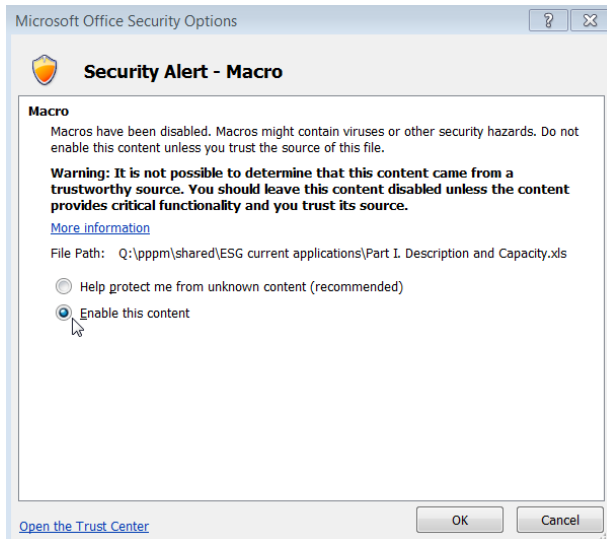 Microsoft Office Security Options
Security Alert - Macro
Macro
Macros have been disabled. Macros might contain viruses or other security hazards. Do not
enable this content unless you trust the source of this file.
Warning: It is not possible to determine that this content came from a
trustworthy source. You should leave this content disabled unless the content
provides critical functionality and you trust its source.
More information
File Path: Q:\pppm\shared\ESG current applications\Part I. Description and Capacity.xls
Help protect me from unknown content (recommended)
Enable this content
Open the Trust Center
OK
Cancel